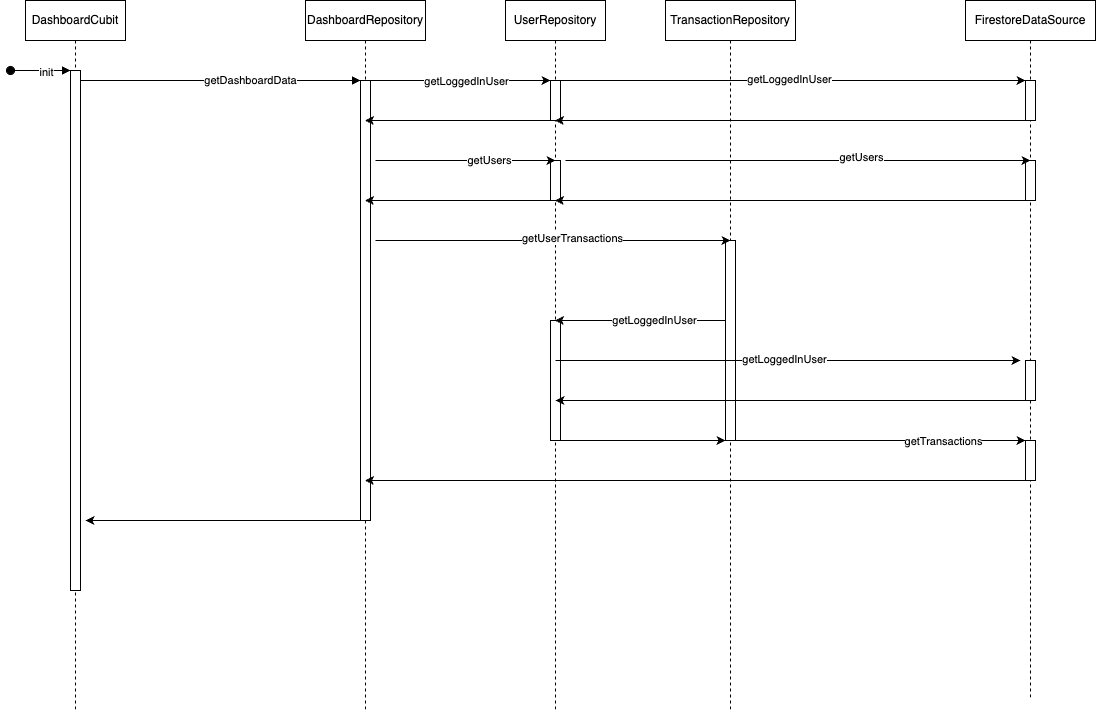 DashboardCubit
DashboardRepository
UserRepository
TransactionRepository
FirestoreDataSource
init
getDashboardData
getLoggedInUser
getLoggedInUser
getUsers
getUsers
getUserTransactions
getLoggedInUser
getLoggedInUser
getTransactions